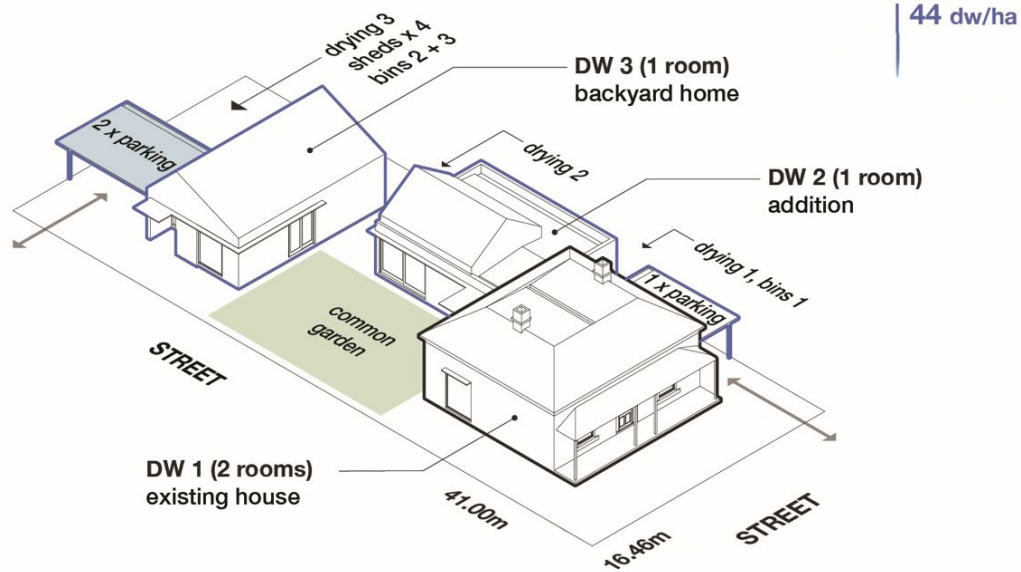 44 dw/ha
drying 3
sheds x 4
bins 2 + 3
DW 3 (1 room)
backyard home
2 x parking
drying 2
DW 2 (1 room)
addition
drying 1, bins 1
1 x parking
common
garden
STREET
DW 1 (2 rooms)
existing house
41.00m
16.46m
STREET